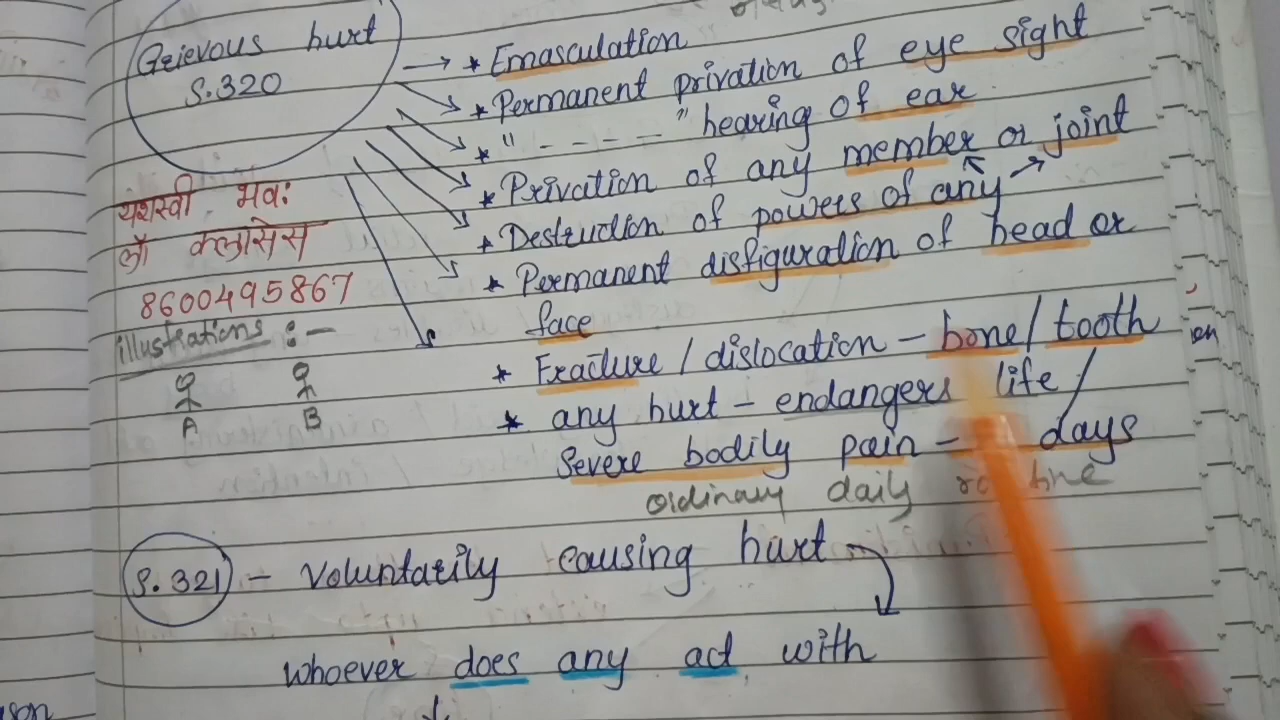 Grievous hurt
S.320
→ * Emasculation
* Permanent privation of eye sight
* " - - - - " hearing of ear
* Privation of any member or joint
* Destruction of powers of any
* Permanent disfiguration of head or
face
* Fracture / dislocation - bone / tooth
* any hurt - endangers life /
Severe bodily pain - days
ordinary daily
यशस्वी भवः
लॉ क्लासेस
8600495867
illustrations :-
A B
S. 321 - Voluntarily causing hurt
whoever does any act with